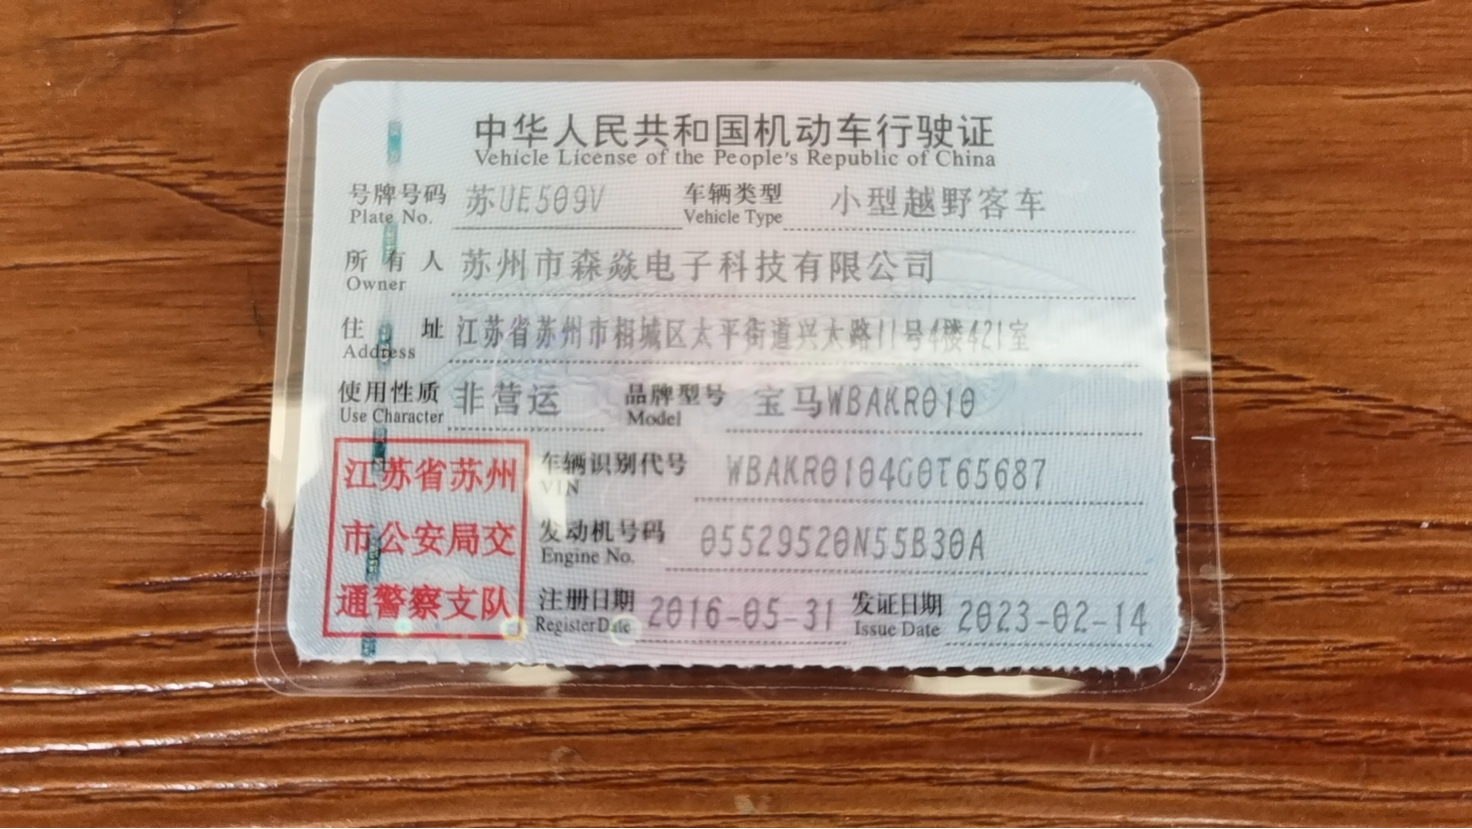 中华人民共和国机动车行驶证
Vehicle License of the People's Republic of China
号牌号码 苏UE509V 车辆类型 小型越野客车
Plate No. Vehicle Type
所有人 苏州市森焱电子科技有限公司
Owner
住址 江苏省苏州市相城区太平街道兴太路11号4楼421室
Address
使用性质 非营运 品牌型号 宝马WBAKR010
Use Character Model
江苏省苏州
市公安局交
通警察支队
车辆识别代号 WBAKR0104G0T65687
VIN
发动机号码 05529520N55B30A
Engine No.
注册日期 2016-05-31 发证日期 2023-02-14
Register Date Issue Date